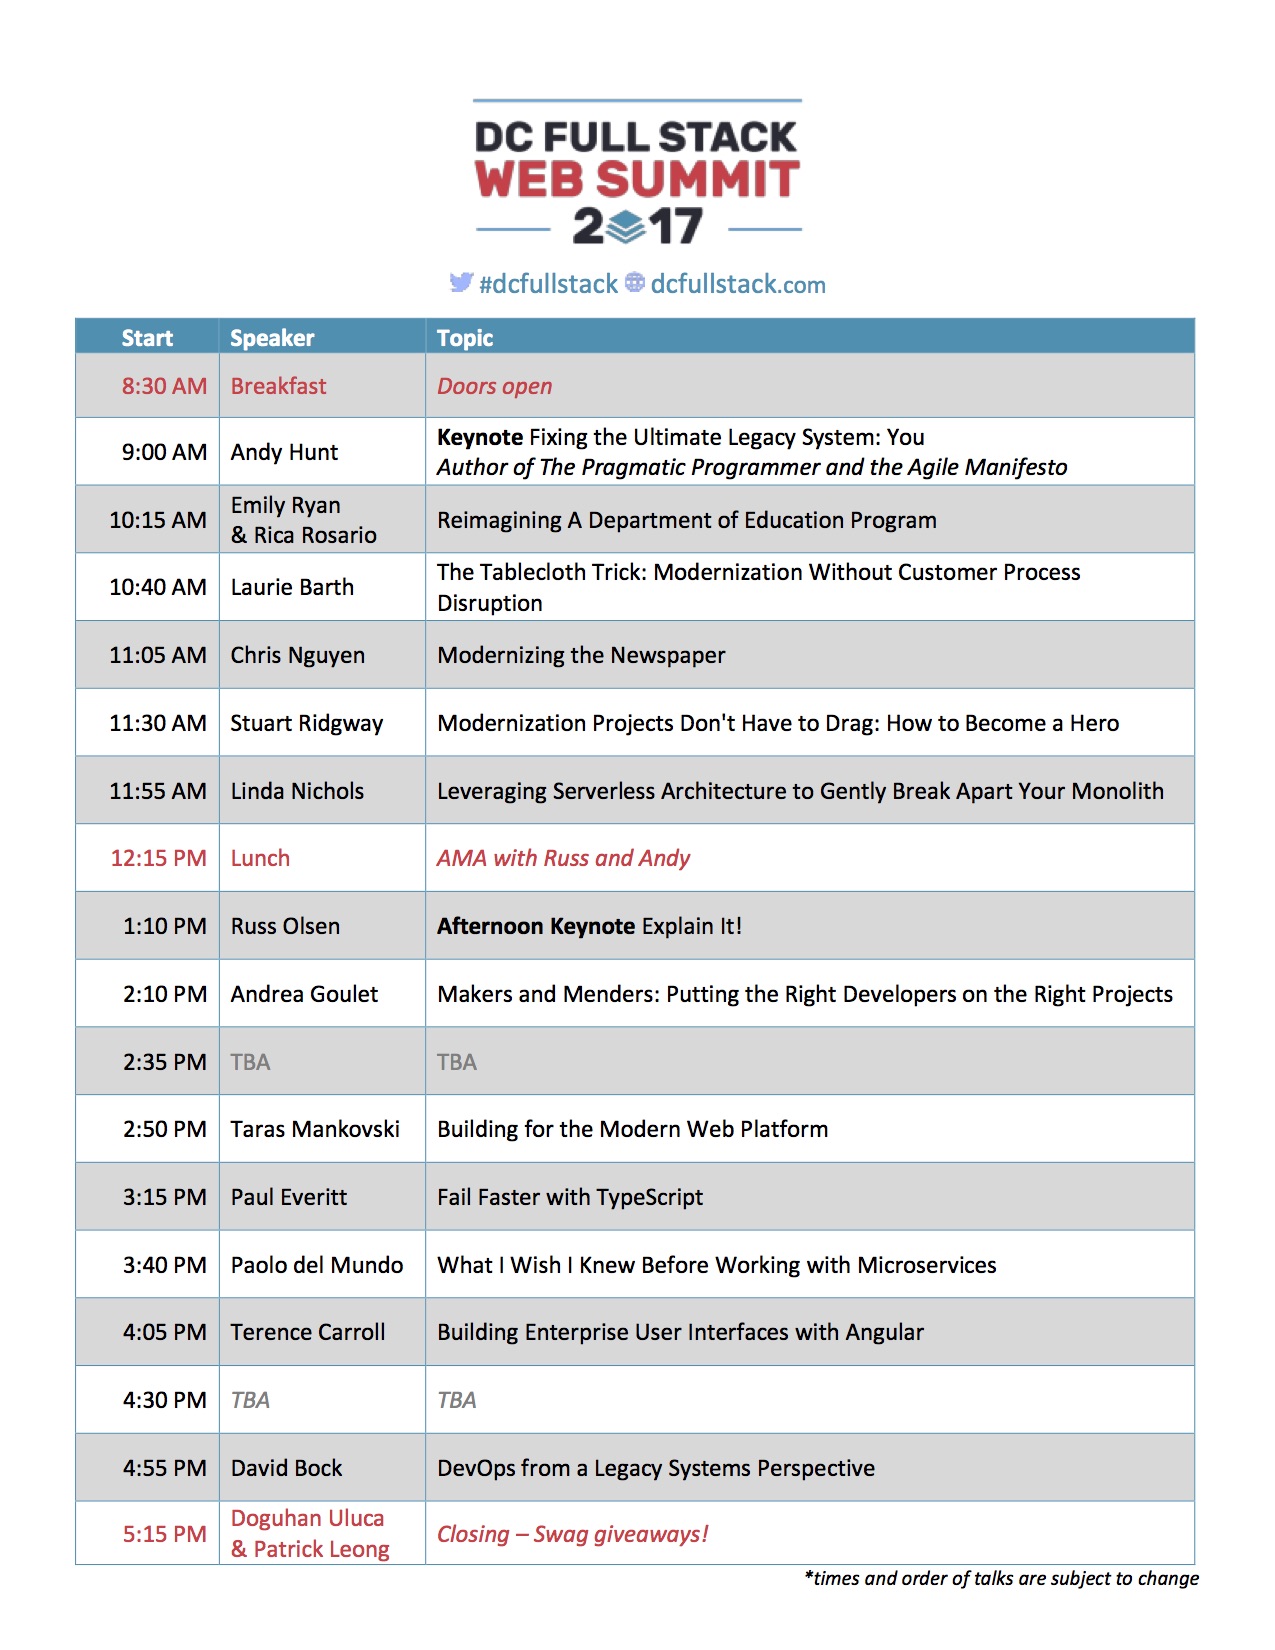 DC FULL STACK
WEB SUMMIT
2017
#dcfullstack dcfullstack.com
Start Speaker Topic
8:30 AM Breakfast Doors open
9:00 AM Andy Hunt Keynote Fixing the Ultimate Legacy System: You
Author of The Pragmatic Programmer and the Agile Manifesto
10:15 AM Emily Ryan
& Rica Rosario Reimagining A Department of Education Program
10:40 AM Laurie Barth The Tablecloth Trick: Modernization Without Customer Process
Disruption
11:05 AM Chris Nguyen Modernizing the Newspaper
11:30 AM Stuart Ridgway Modernization Projects Don't Have to Drag: How to Become a Hero
11:55 AM Linda Nichols Leveraging Serverless Architecture to Gently Break Apart Your Monolith
12:15 PM Lunch AMA with Russ and Andy
1:10 PM Russ Olsen Afternoon Keynote Explain It!
2:10 PM Andrea Goulet Makers and Menders: Putting the Right Developers on the Right Projects
2:35 PM TBA TBA
2:50 PM Taras Mankovski Building for the Modern Web Platform
3:15 PM Paul Everitt Fail Faster with TypeScript
3:40 PM Paolo del Mundo What I Wish I Knew Before Working with Microservices
4:05 PM Terence Carroll Building Enterprise User Interfaces with Angular
4:30 PM TBA TBA
4:55 PM David Bock DevOps from a Legacy Systems Perspective
5:15 PM Doguhan Uluca
& Patrick Leong Closing – Swag giveaways!
*times and order of talks are subject to change